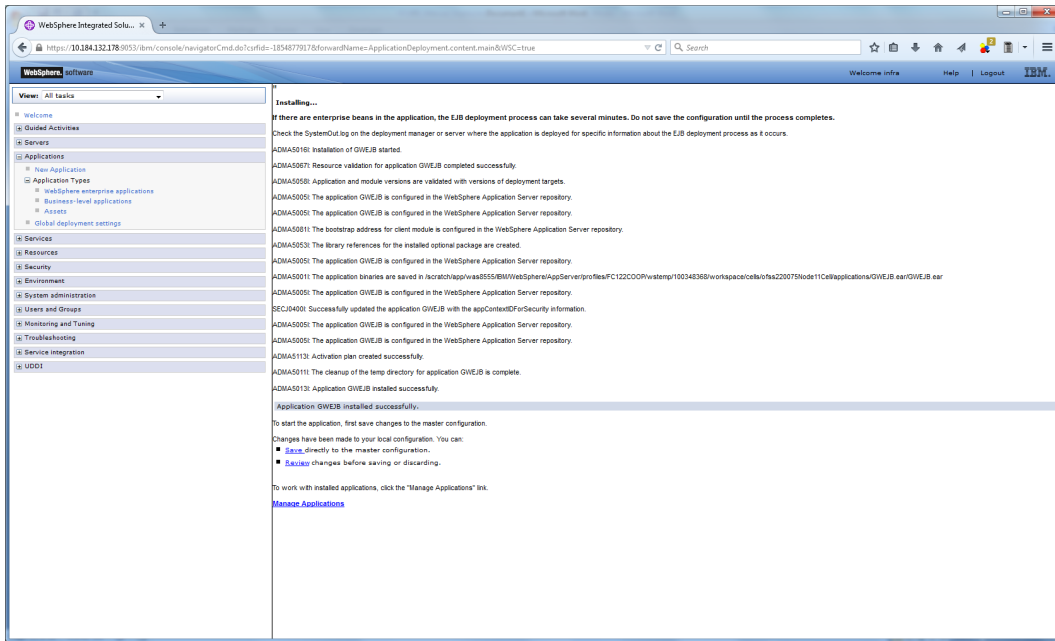 WebSphere Integrated Solu... × +
https://10.184.132.178:9053/ibm/console/navigatorCmd.do?csrfid=-1854877917&forwardName=ApplicationDeployment.content.main&WSC=true
Search
2
WebSphere. software
Welcome infra Help | Logout IBM.
View: All tasks
Welcome
Guided Activities
Servers
Applications
New Application
Application Types
WebSphere enterprise applications
Business-level applications
Assets
Global deployment settings
Services
Resources
Security
Environment
System administration
Users and Groups
Monitoring and Tuning
Troubleshooting
Service integration
UDDI
"
Installing...
If there are enterprise beans in the application, the EJB deployment process can take several minutes. Do not save the configuration until the process completes.
Check the SystemOut.log on the deployment manager or server where the application is deployed for specific information about the EJB deployment process as it occurs.
ADMA5016I: Installation of GWEJB started.
ADMA5067I: Resource validation for application GWEJB completed successfully.
ADMA5058I: Application and module versions are validated with versions of deployment targets.
ADMA5005I: The application GWEJB is configured in the WebSphere Application Server repository.
ADMA5005I: The application GWEJB is configured in the WebSphere Application Server repository.
ADMA5081I: The bootstrap address for client module is configured in the WebSphere Application Server repository.
ADMA5053I: The library references for the installed optional package are created.
ADMA5005I: The application GWEJB is configured in the WebSphere Application Server repository.
ADMA5001I: The application binaries are saved in /scratch/app/was8555/IBM/WebSphere/AppServer/profiles/FC122COOP/wstemp/100348368/workspace/cells/ofss220075Node11Cell/applications/GWEJB.ear/GWEJB.ear
ADMA5005I: The application GWEJB is configured in the WebSphere Application Server repository.
SECJ0400I: Successfully updated the application GWEJB with the appContextIDForSecurity information.
ADMA5005I: The application GWEJB is configured in the WebSphere Application Server repository.
ADMA5005I: The application GWEJB is configured in the WebSphere Application Server repository.
ADMA5113I: Activation plan created successfully.
ADMA5011I: The cleanup of the temp directory for application GWEJB is complete.
ADMA5013I: Application GWEJB installed successfully.
Application GWEJB installed successfully.
To start the application, first save changes to the master configuration.
Changes have been made to your local configuration. You can:
Save directly to the master configuration.
Review changes before saving or discarding.
To work with installed applications, click the "Manage Applications" link.
Manage Applications